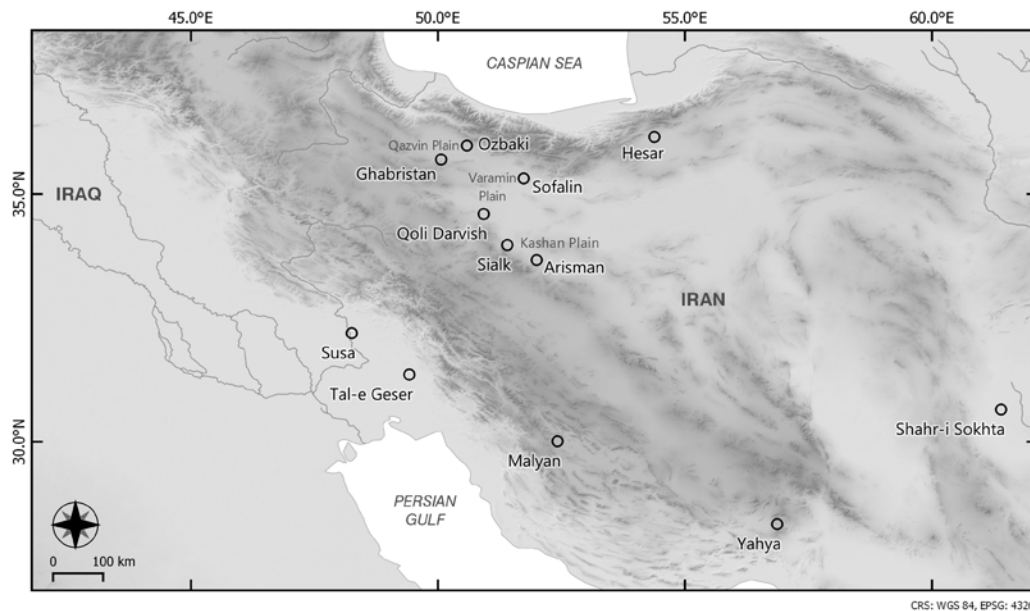 45.0°E
50.0°E
55.0°E
60.0°E
CASPIAN SEA
Qazvin Plain
Ozbaki
Hesar
Ghabristan
Varamin
Plain
Sofalin
35.0°N
IRAQ
Qoli Darvish
Kashan Plain
Sialk
Arisman
IRAN
Susa
Tal-e Geser
Shahr-i Sokhta
30.0°N
Malyan
PERSIAN
GULF
Yahya
0 100 km
CRS: WGS 84, EPSG: 432